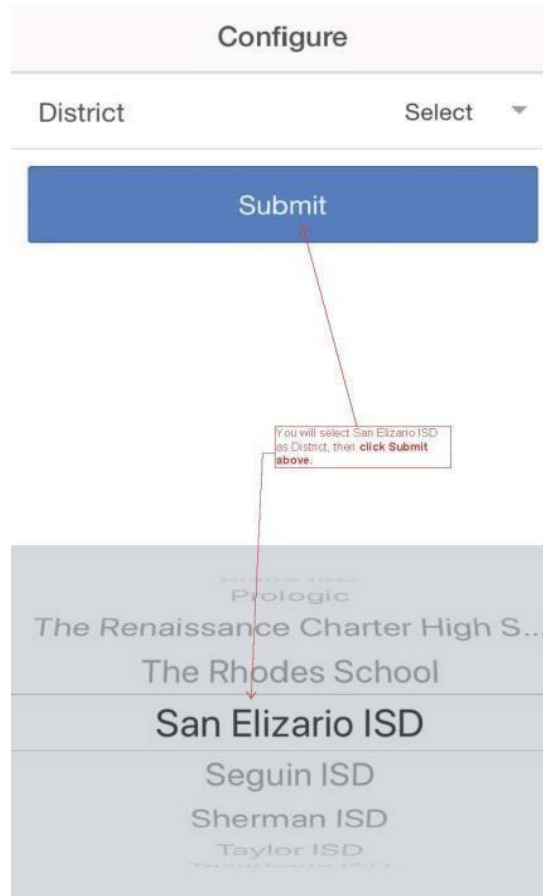 Configure
District Select
Submit
You will select San Elizario ISD
as District, then click Submit
above.
Prologic
The Renaissance Charter High S...
The Rhodes School
San Elizario ISD
Seguin ISD
Sherman ISD
Taylor ISD